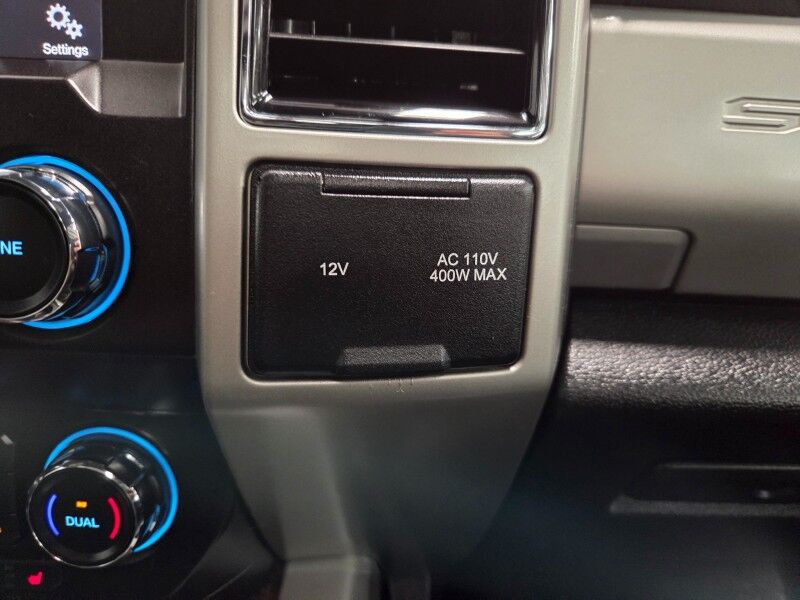 Settings
NE
12V
AC 110V
400W MAX
DUAL